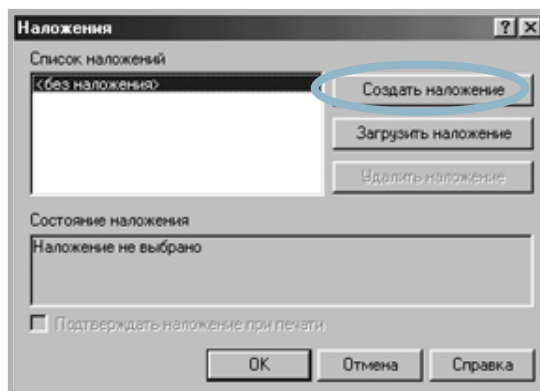 Наложения
Список наложений
<без наложения>
Создать наложение
Загрузить наложение
Удалить наложение
Состояние наложения
Наложение не выбрано
Подтверждать наложение при печати
OK Отмена Справка